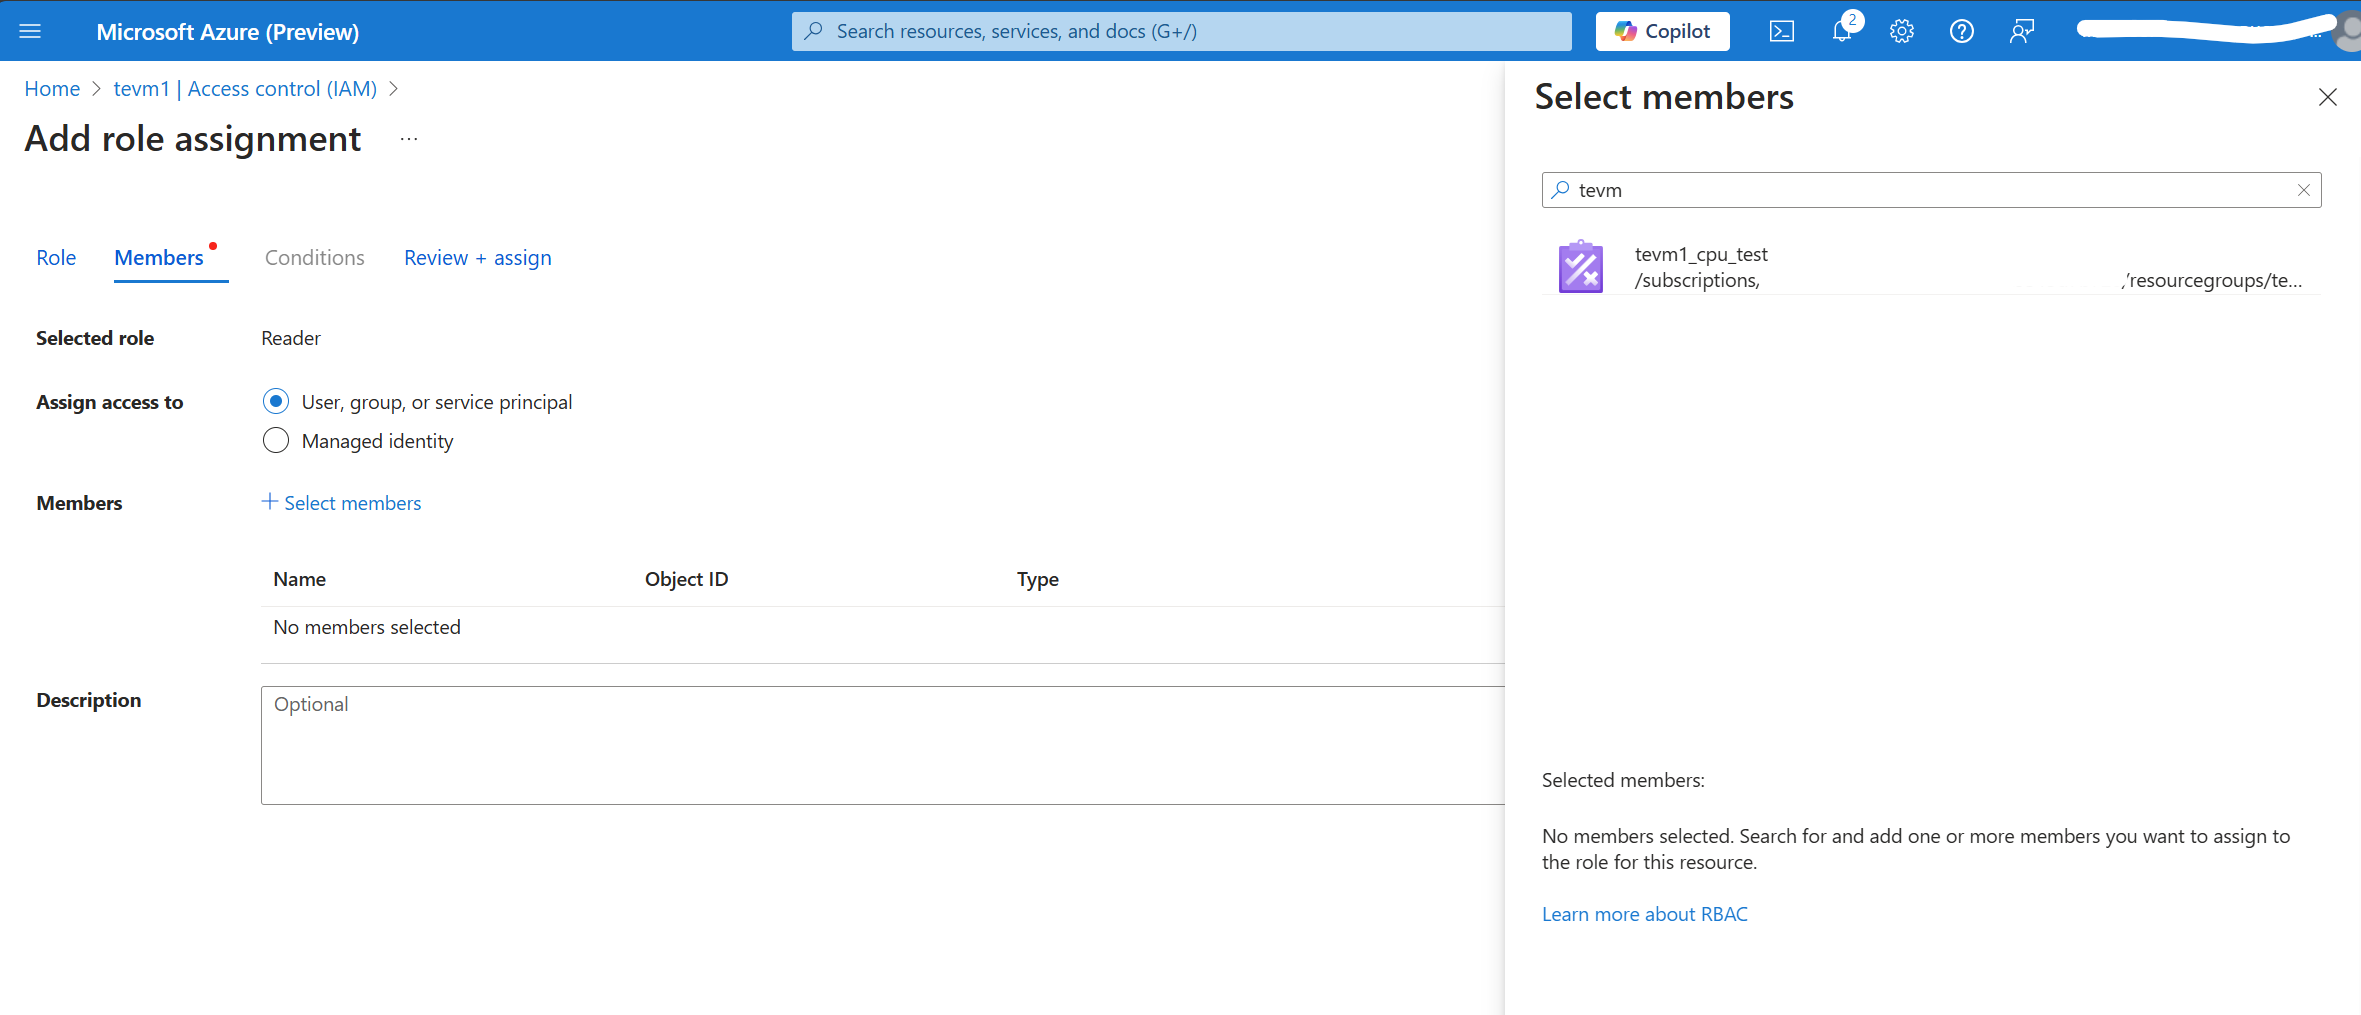 Microsoft Azure (Preview)
Search resources, services, and docs (G+/)
Copilot
2
Home > tevm1 | Access control (IAM) >
Add role assignment ...
Role Members Conditions Review + assign
Selected role Reader
Assign access to User, group, or service principal
Managed identity
Members + Select members
Name Object ID Type
No members selected
Description Optional
Select members
tevm
tevm1_cpu_test
/subscriptions, /resourcegroups/te...
Selected members:
No members selected. Search for and add one or more members you want to assign to
the role for this resource.
Learn more about RBAC